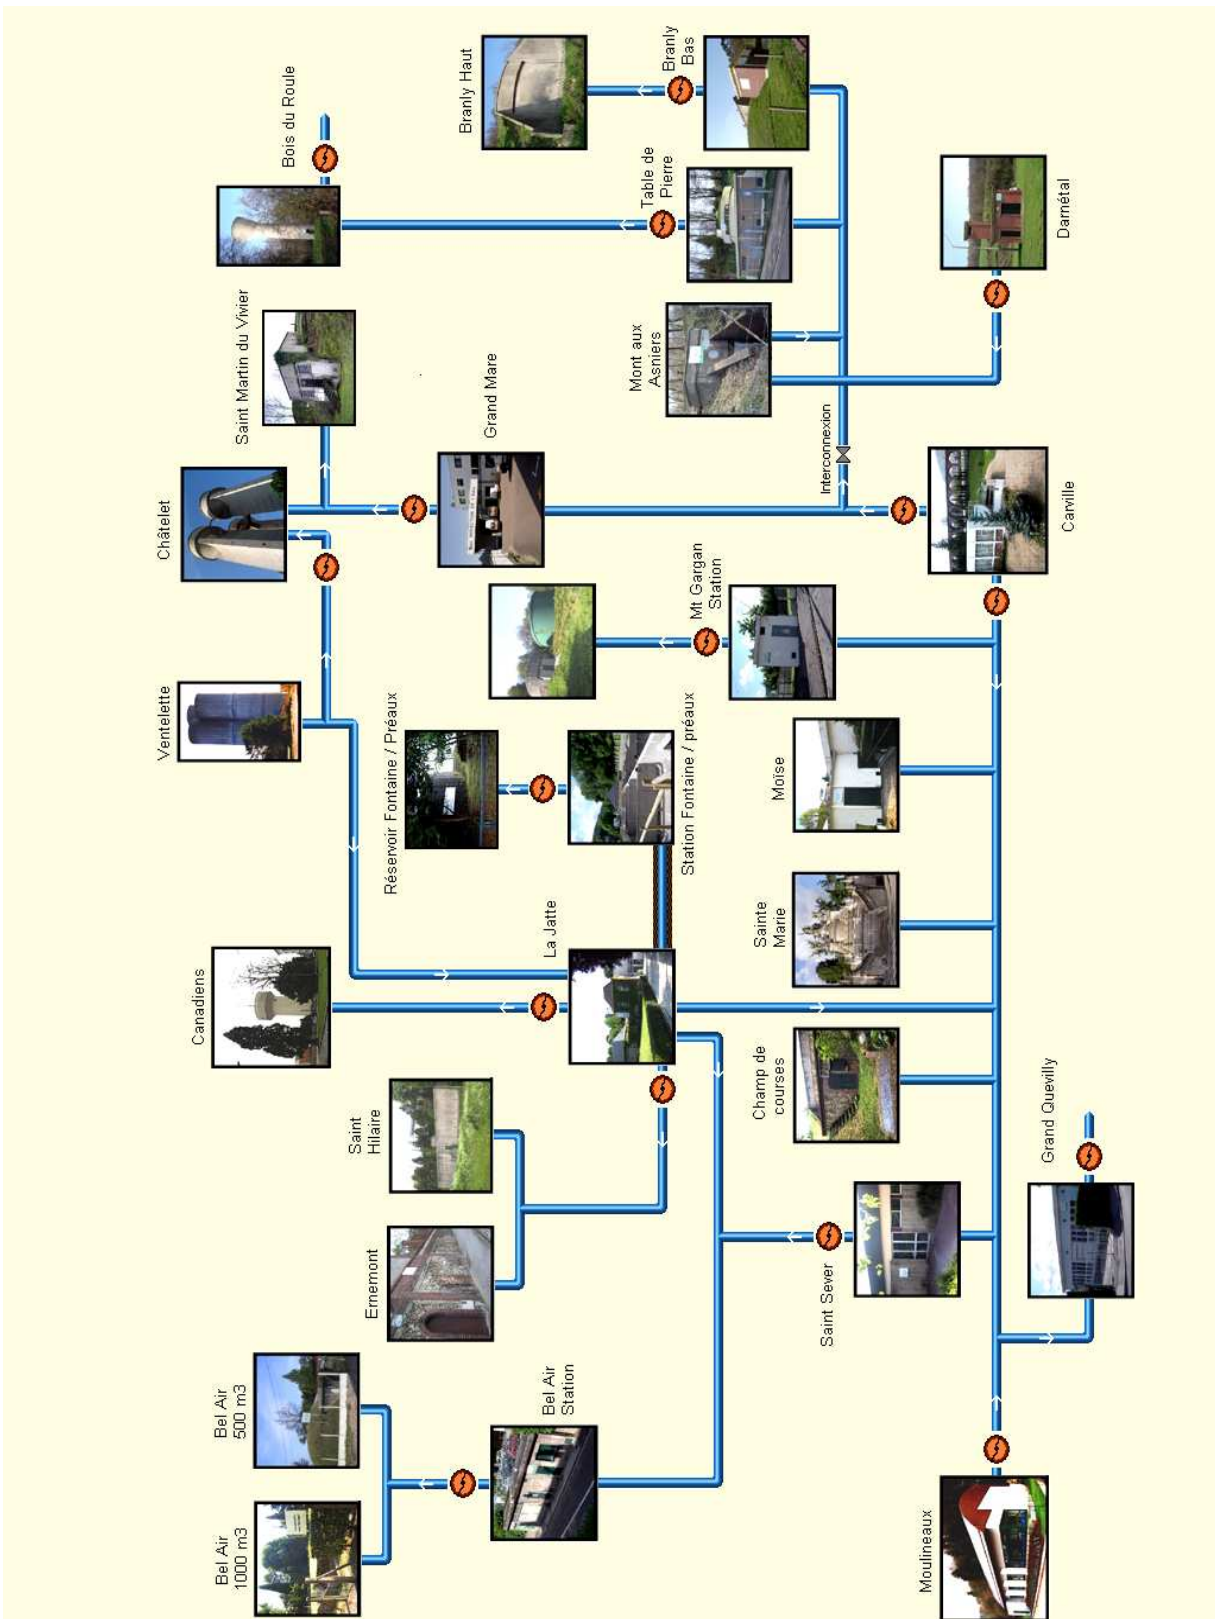 Branly Haut
Branly
Bas
Bois du Roule
Table de
Pierre
Darnétal
Saint Martin du Vivier
Mont aux
Asniers
Grand Mare
Châtelet
Interconnexion
Carville
Mt Gargan
Station
Ventelette
Réservoir Fontaine / Préaux
Station Fontaine / préaux
Moïse
La Jatte
Sainte
Marie
Canadiens
Champ de
courses
Saint
Hilaire
Grand Quevilly
Ernemont
Saint Sever
Bel Air
500 m3
Bel Air
Station
Bel Air
1000 m3
Moulineaux